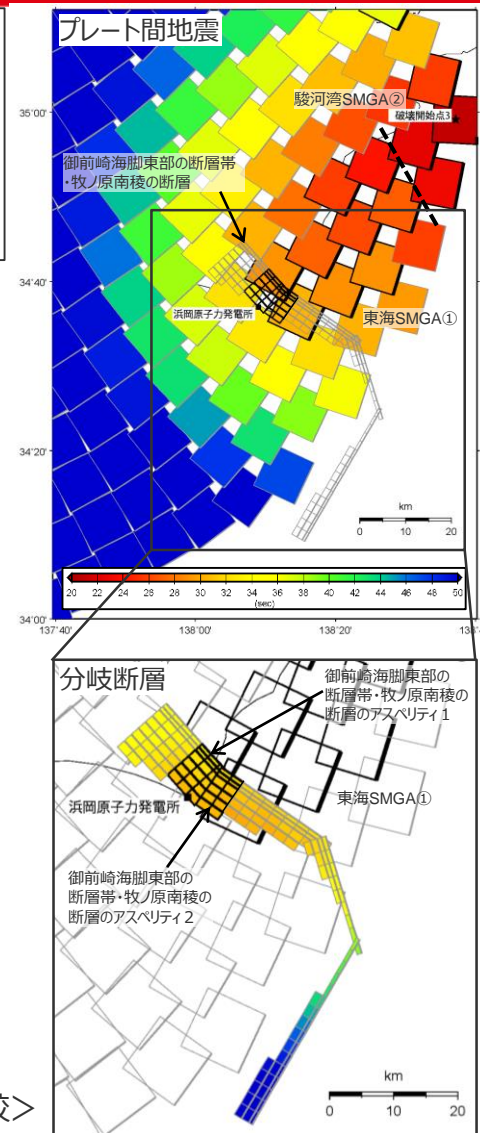 プレート間地震
駿河湾SMGA②
破壊開始点3
御前崎海脚東部の断層帯
・牧ノ原南稜の断層
浜岡原子力発電所
東海SMGA①
35°00'
34°40'
34°20'
34°00'
km
0 10 20
20 22 24 26 28 30 32 34 36 38 40 42 44 46 48 50
(sec)
137°40'
138°00'
138°20'
分岐断層
御前崎海脚東部の
断層帯・牧ノ原南稜の
断層のアスペリティ1
東海SMGA①
浜岡原子力発電所
御前崎海脚東部の
断層帯・牧ノ原南稜の
断層のアスペリティ2
km
0 10 20